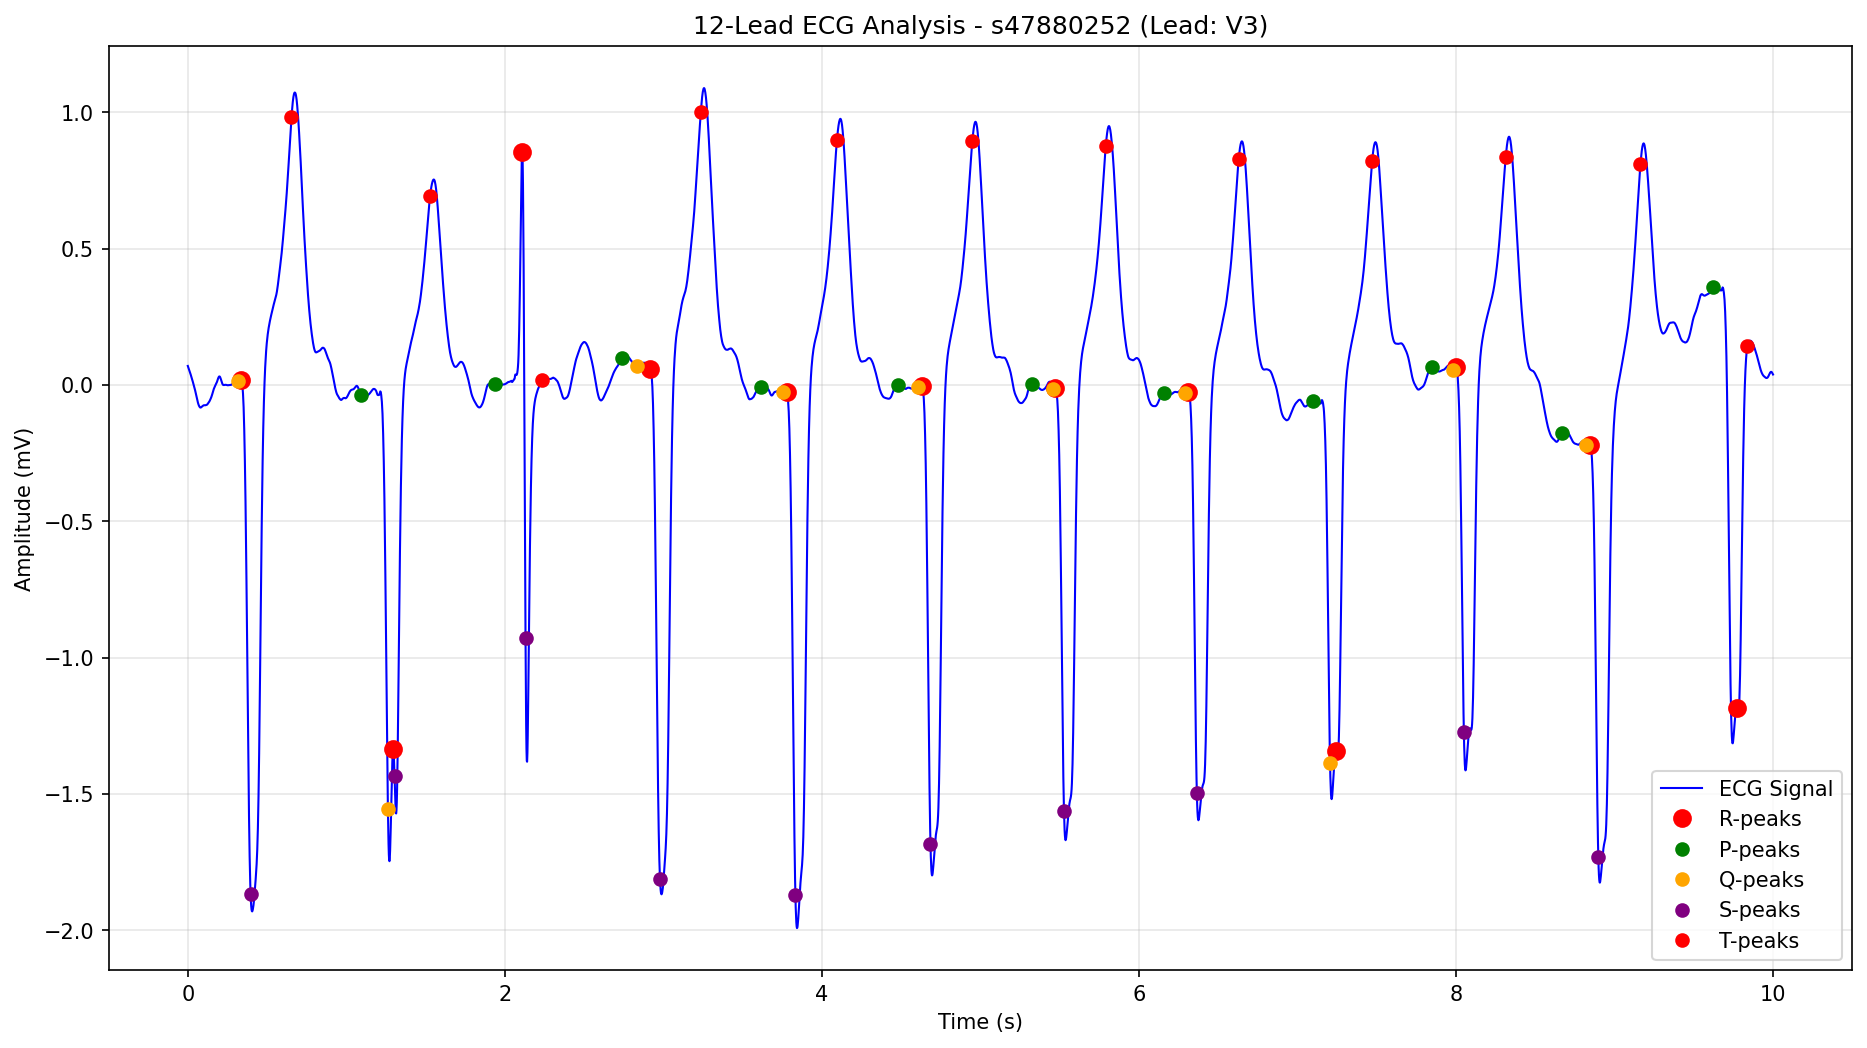 12-Lead ECG Analysis - s47880252 (Lead: V3)
Amplitude (mV)
1.0
0.5
0.0
−0.5
−1.0
−1.5
−2.0
0 2 4 6 8 10
Time (s)
ECG Signal
R-peaks
P-peaks
Q-peaks
S-peaks
T-peaks